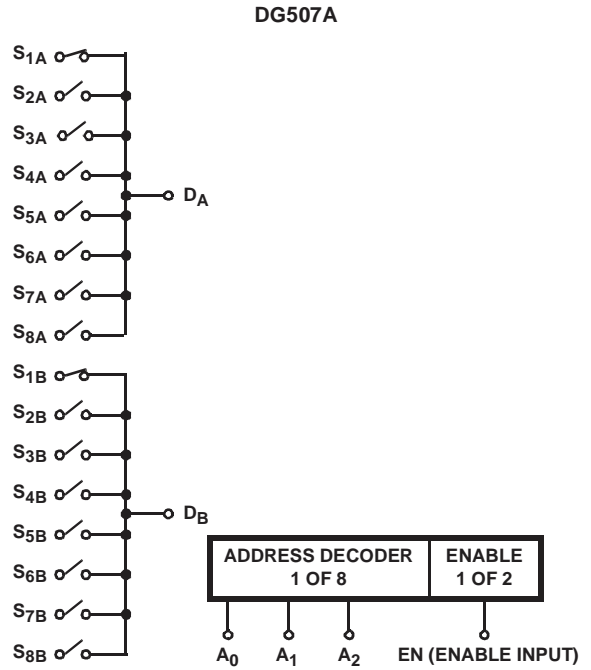 DG507A
S1A
S2A
S3A
S4A
DA
S5A
S6A
S7A
S8A
S1B
S2B
S3B
S4B
DB
S5B
S6B
S7B
S8B
ADDRESS DECODER
1 OF 8
ENABLE
1 OF 2
A0
A1
A2
EN (ENABLE INPUT)